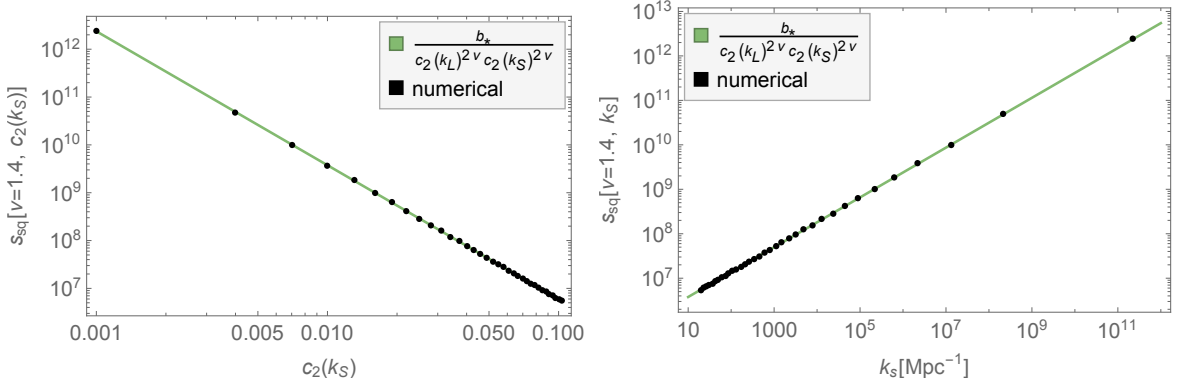 b_*
c_2(k_L)^{2ν} c_2(k_S)^{2ν}
numerical
10^12
10^11
10^10
10^9
10^8
10^7
s_sq[ν=1.4, c_2(k_S)]
0.001
0.005
0.010
0.050
0.100
c_2(k_S)
b_*
c_2(k_L)^{2ν} c_2(k_S)^{2ν}
numerical
10^13
10^12
10^11
10^10
10^9
10^8
10^7
s_sq[ν=1.4, k_S]
10
1000
10^5
10^7
10^9
10^11
k_s[Mpc^-1]